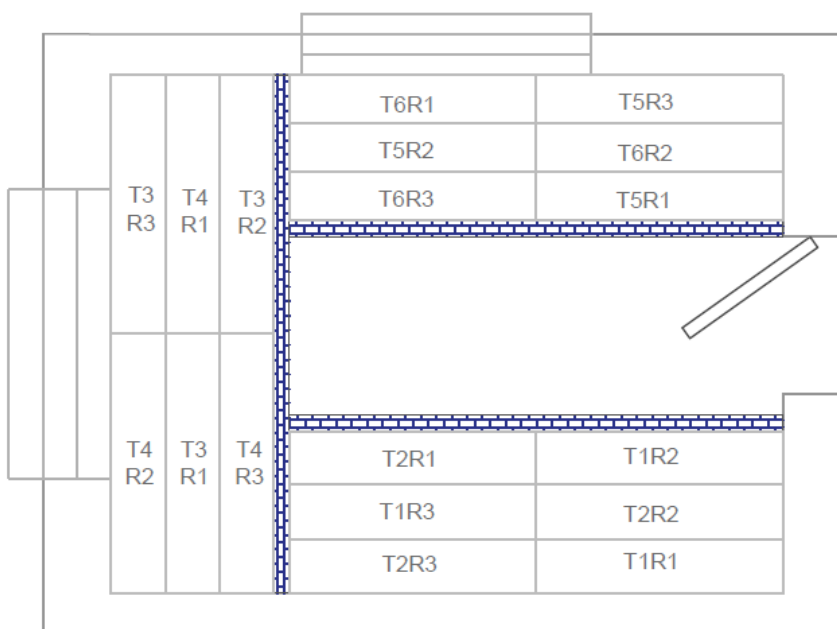 T6R1
T5R3
T5R2
T6R2
T6R3
T5R1
T3
R3
T4
R1
T3
R2
T4
R2
T3
R1
T4
R3
T2R1
T1R2
T1R3
T2R2
T2R3
T1R1